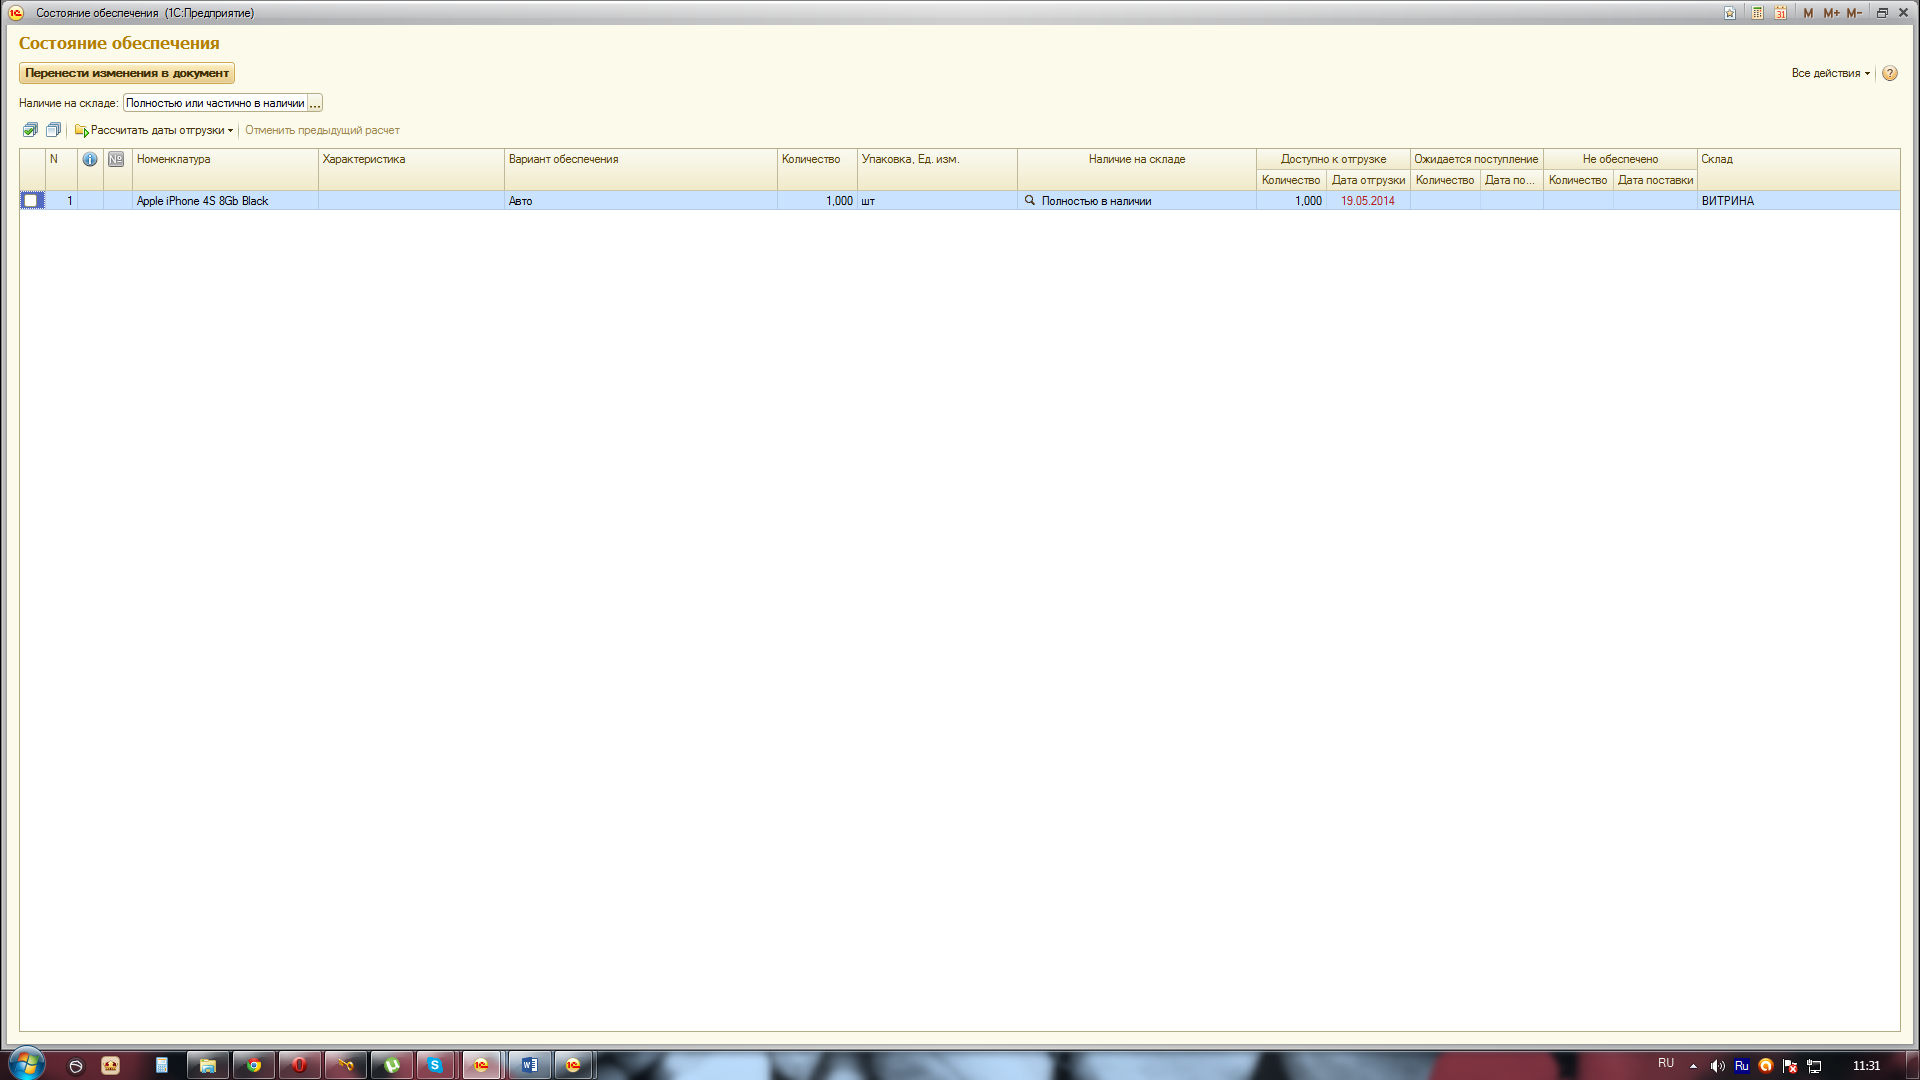 Состояние обеспечения (1С:Предприятие)
31 M M+ M-
Состояние обеспечения
Перенести изменения в документ
Все действия ?
Наличие на складе: Полностью или частично в наличии ...
Рассчитать даты отгрузки Отменить предыдущий расчет
N i № Номенклатура Характеристика Вариант обеспечения Количество Упаковка, Ед. изм. Наличие на складе Доступно к отгрузке Ожидается поступление Не обеспечено Склад
Количество Дата отгрузки Количество Дата по... Количество Дата поставки
1 Apple iPhone 4S 8Gb Black Авто 1,000 шт Полностью в наличии 1,000 19.05.2014 ВИТРИНА
RU Ru 11:31